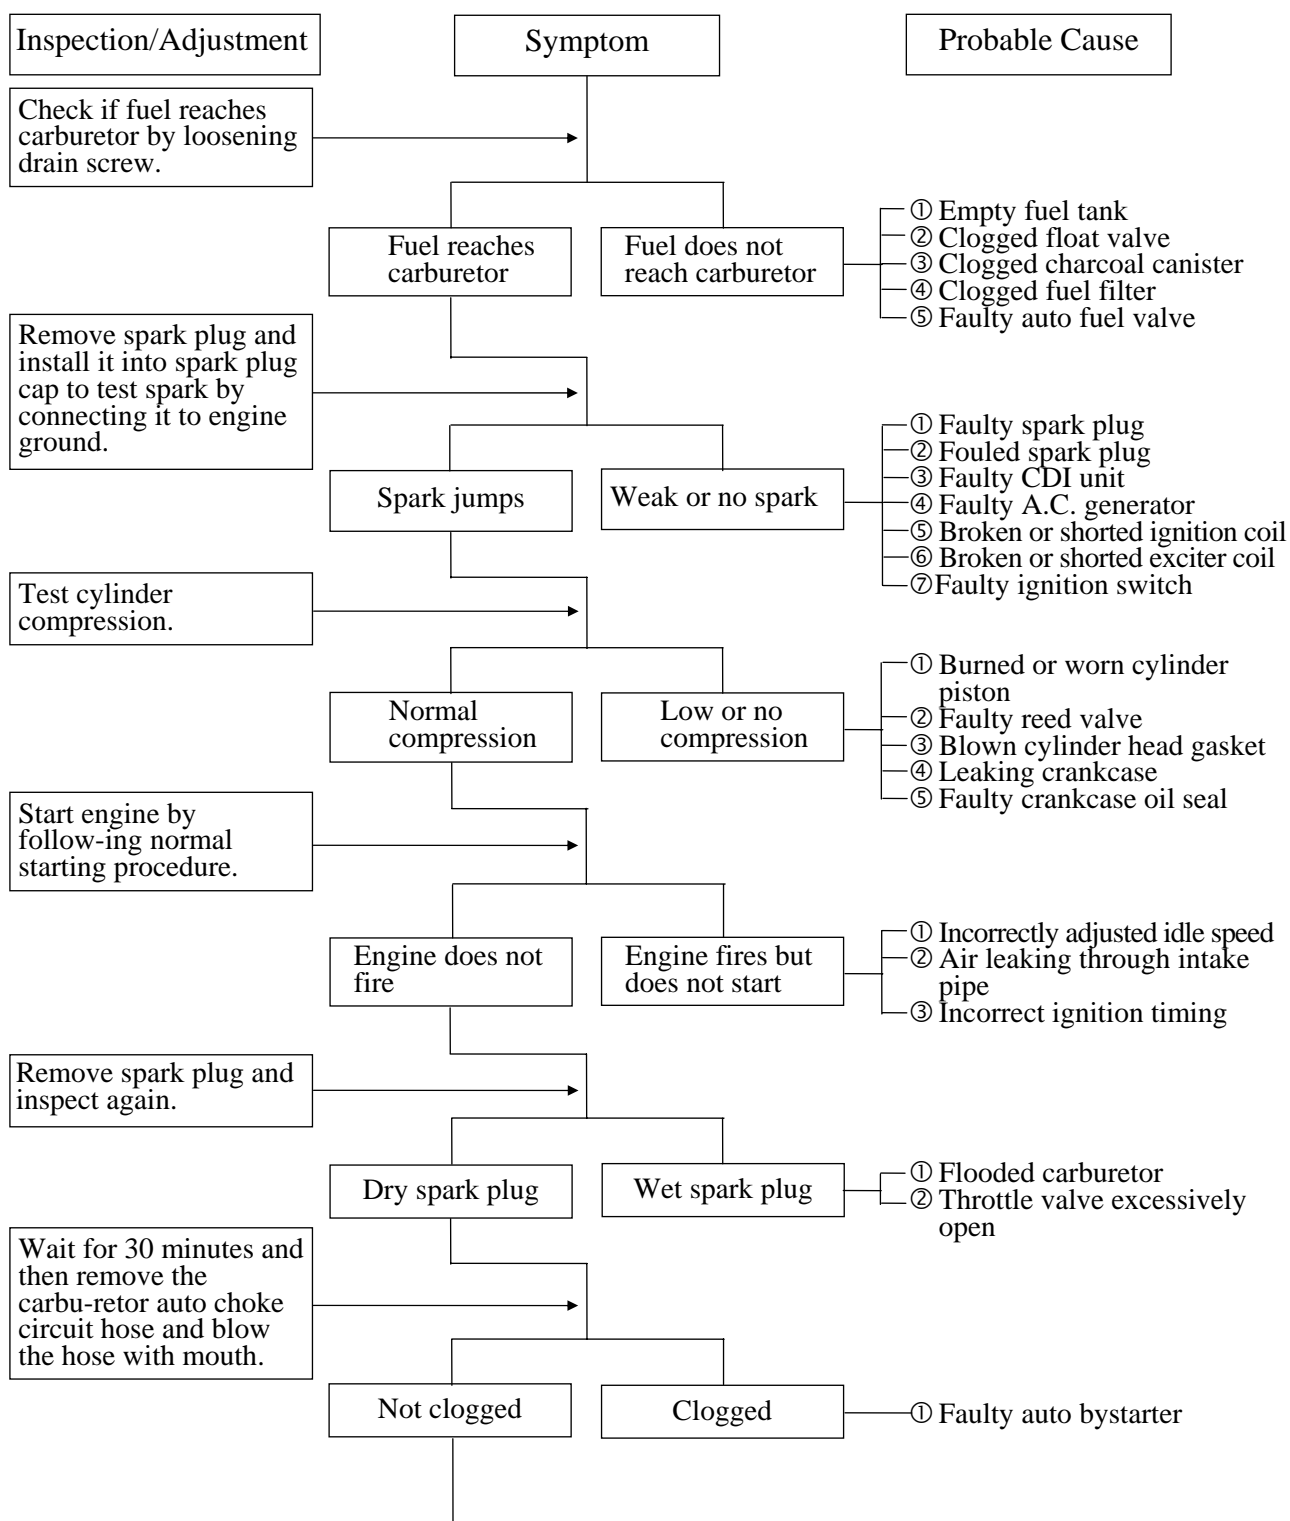 Inspection/Adjustment
Symptom
Probable Cause
Check if fuel reaches
carburetor by loosening
drain screw.
Fuel reaches
carburetor
Fuel does not
reach carburetor
① Empty fuel tank
② Clogged float valve
③ Clogged charcoal canister
④ Clogged fuel filter
⑤ Faulty auto fuel valve
Remove spark plug and
install it into spark plug
cap to test spark by
connecting it to engine
ground.
Spark jumps
Weak or no spark
① Faulty spark plug
② Fouled spark plug
③ Faulty CDI unit
④ Faulty A.C. generator
⑤ Broken or shorted ignition coil
⑥ Broken or shorted exciter coil
⑦Faulty ignition switch
Test cylinder
compression.
Normal
compression
Low or no
compression
① Burned or worn cylinder
piston
② Faulty reed valve
③ Blown cylinder head gasket
④ Leaking crankcase
⑤ Faulty crankcase oil seal
Start engine by
follow-ing normal
starting procedure.
Engine does not
fire
Engine fires but
does not start
① Incorrectly adjusted idle speed
② Air leaking through intake
pipe
③ Incorrect ignition timing
Remove spark plug and
inspect again.
Dry spark plug
Wet spark plug
① Flooded carburetor
② Throttle valve excessively
open
Wait for 30 minutes and
then remove the
carbu-retor auto choke
circuit hose and blow
the hose with mouth.
Not clogged
Clogged
① Faulty auto bystarter